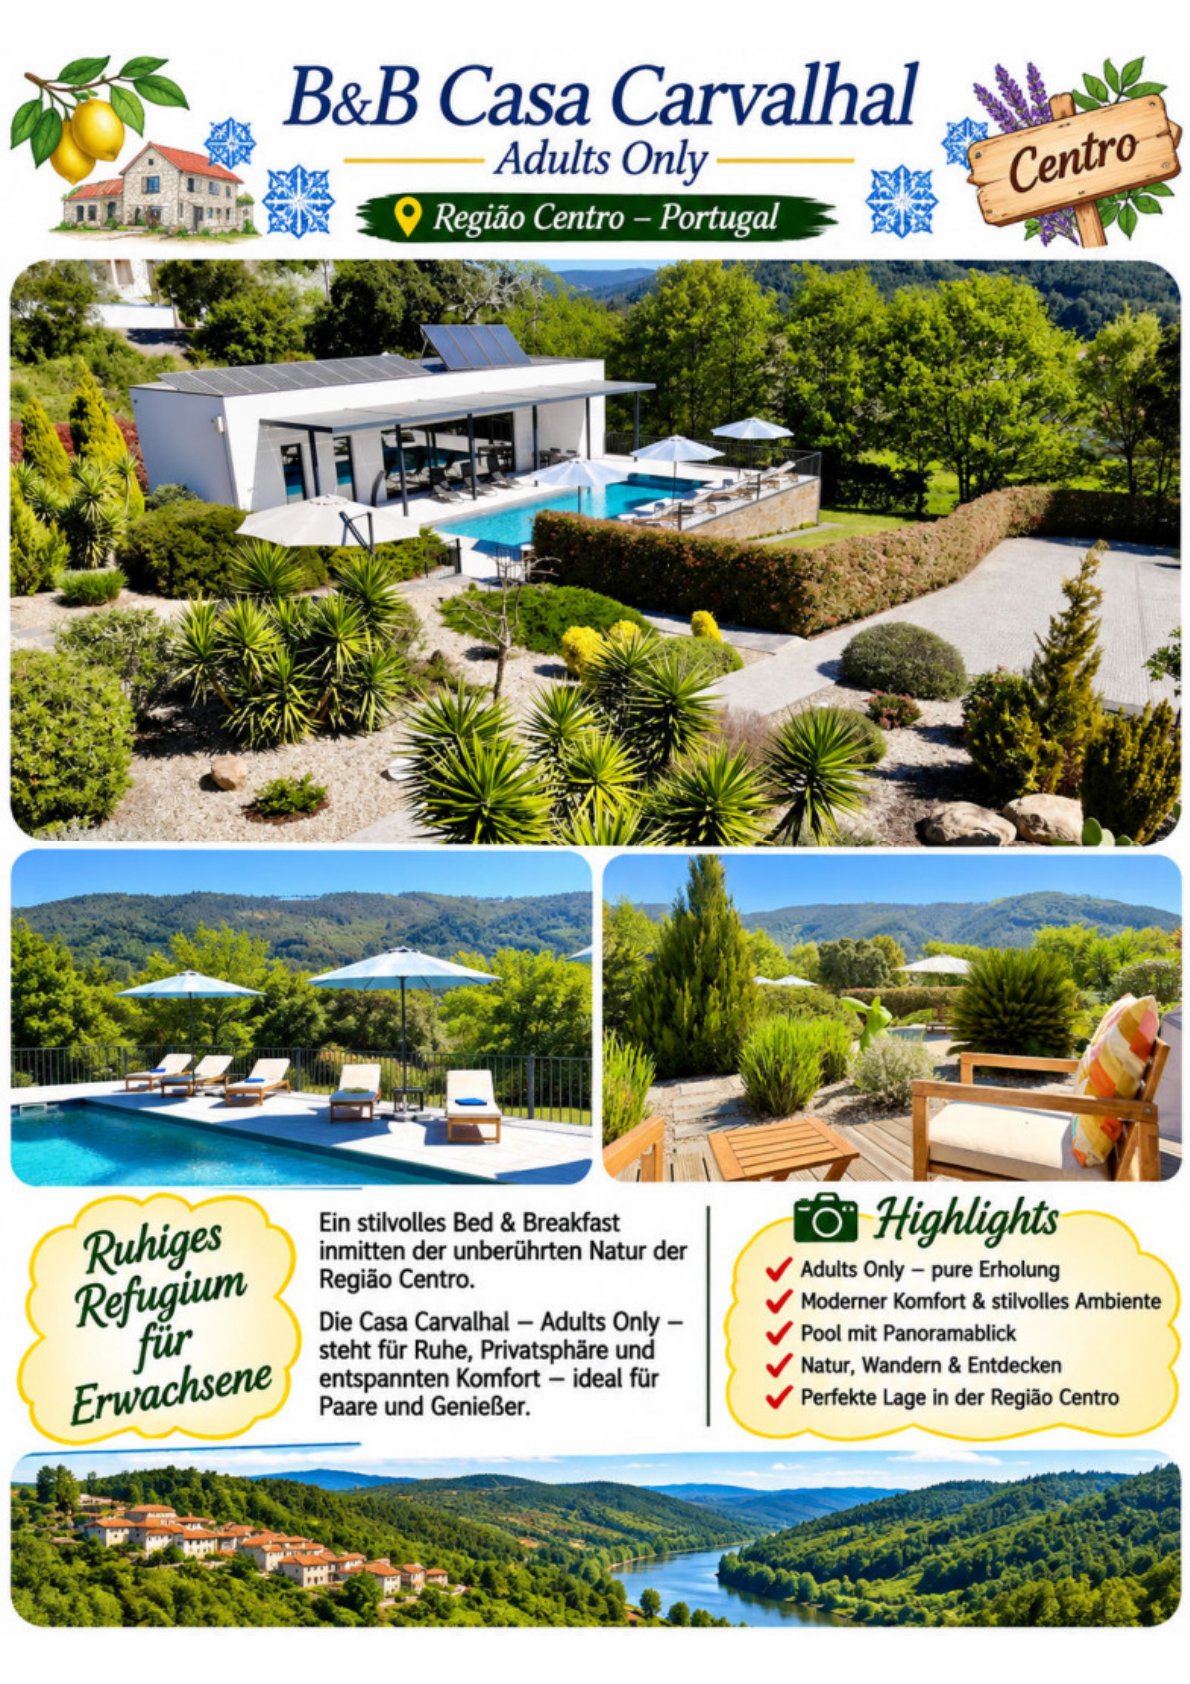 B&B Casa Carvalhal
Adults Only
Região Centro – Portugal
Centro
Ruhiges
Refugium
für
Erwachsene
Ein stilvolles Bed & Breakfast
inmitten der unberührten Natur der
Região Centro.
Die Casa Carvalhal – Adults Only –
steht für Ruhe, Privatsphäre und
entspannten Komfort – ideal für
Paare und Genießer.
Highlights
Adults Only – pure Erholung
Moderner Komfort & stilvolles Ambiente
Pool mit Panoramablick
Natur, Wandern & Entdecken
Perfekte Lage in der Região Centro